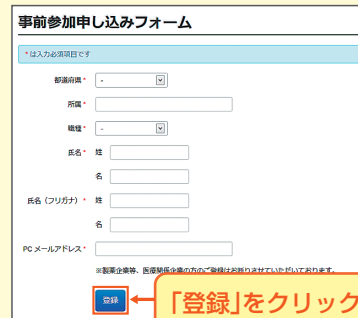 事前参加申し込みフォーム
*は入力必須項目です
都道府県* -
所属*
職種* -
氏名* 姓
名
氏名（フリガナ）* 姓
名
PC メールアドレス*
※製薬企業等、医療関係企業の方のご登録はお断りさせていただいております。
登録 「登録」をクリック